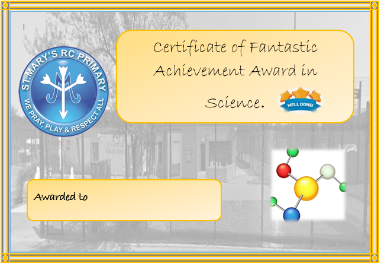 Certificate of Fantastic
Achievement Award in
Science.
WELL DONE!
ST.MARY'S RC PRIMARY
WE PRAY, PLAY & RESPECT ALL
Awarded to